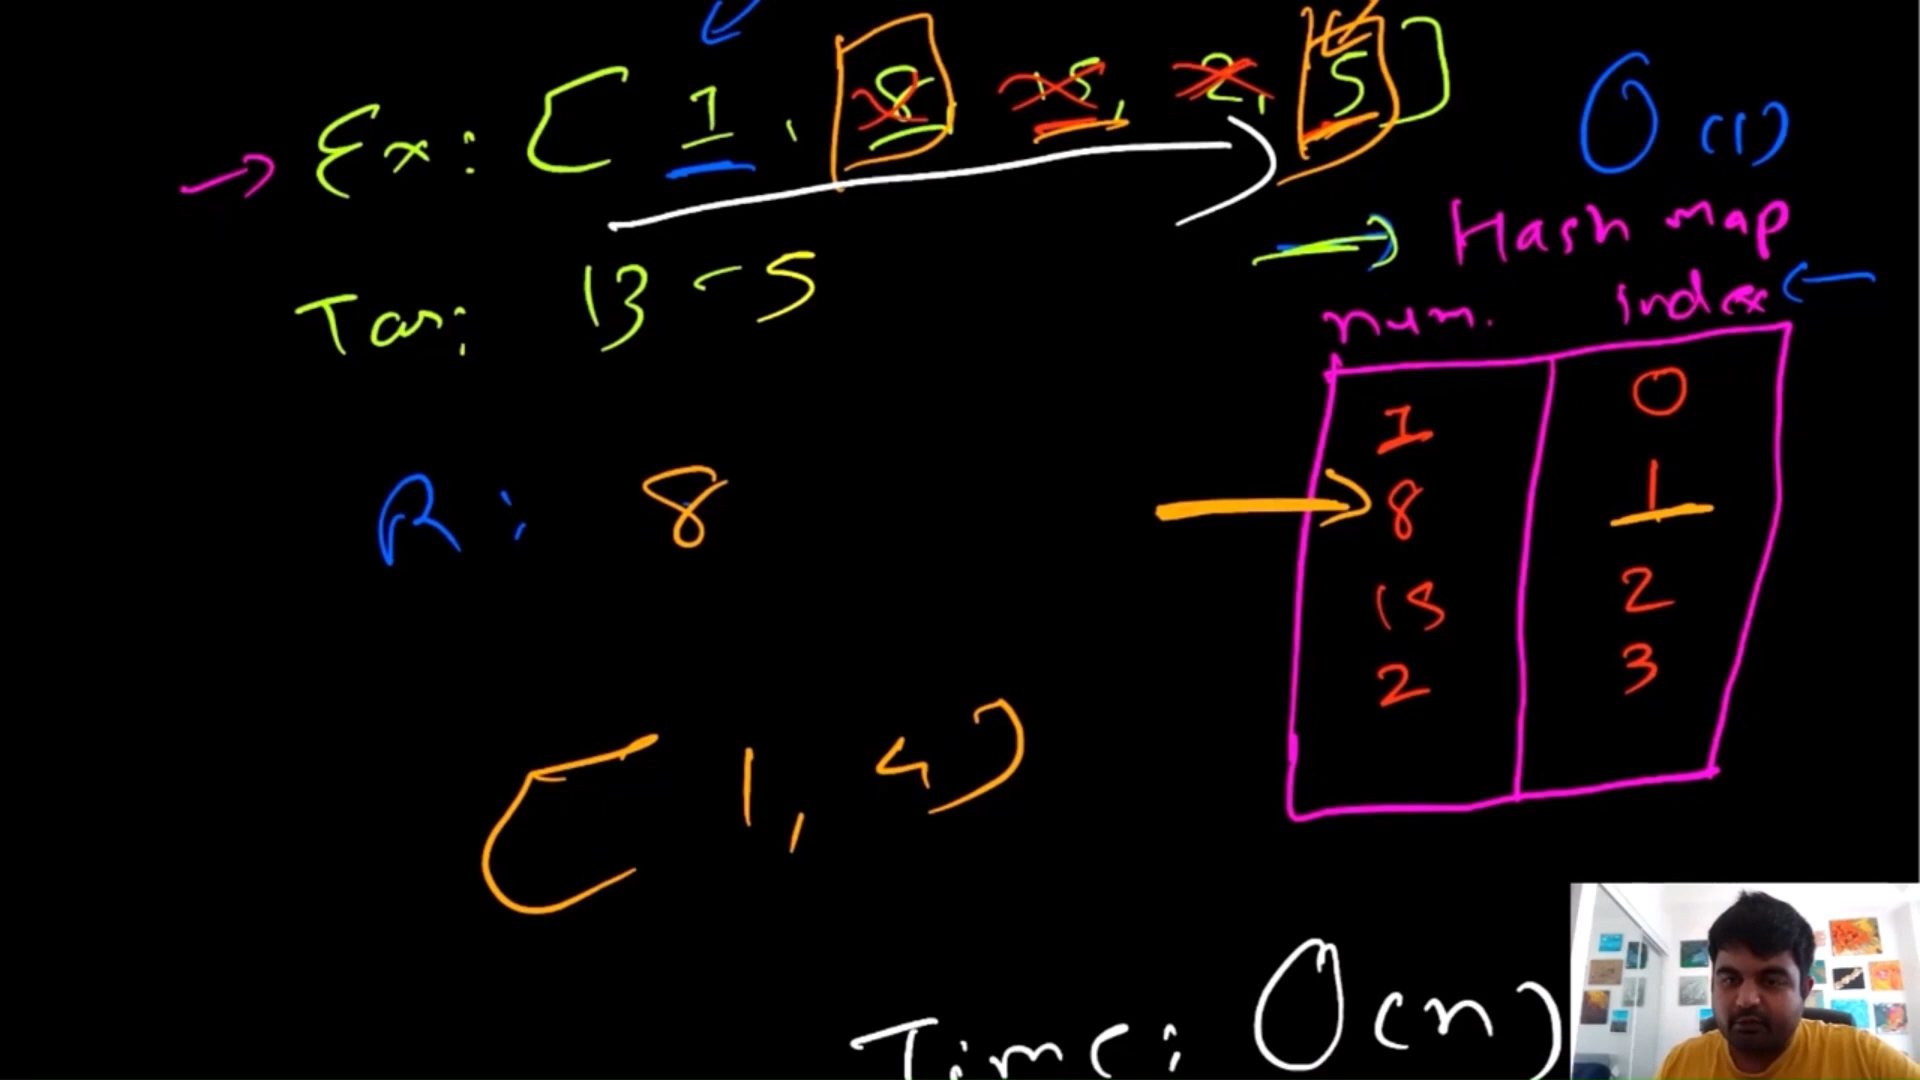 Ex: [ 1, 8 15, 2, 5 ]
O(1)
Hash map
Tar: 13 - 5
num. index
1 0
R: 8
8 1
15 2
2 3
[ 1, 4 ]
Time: O(n)